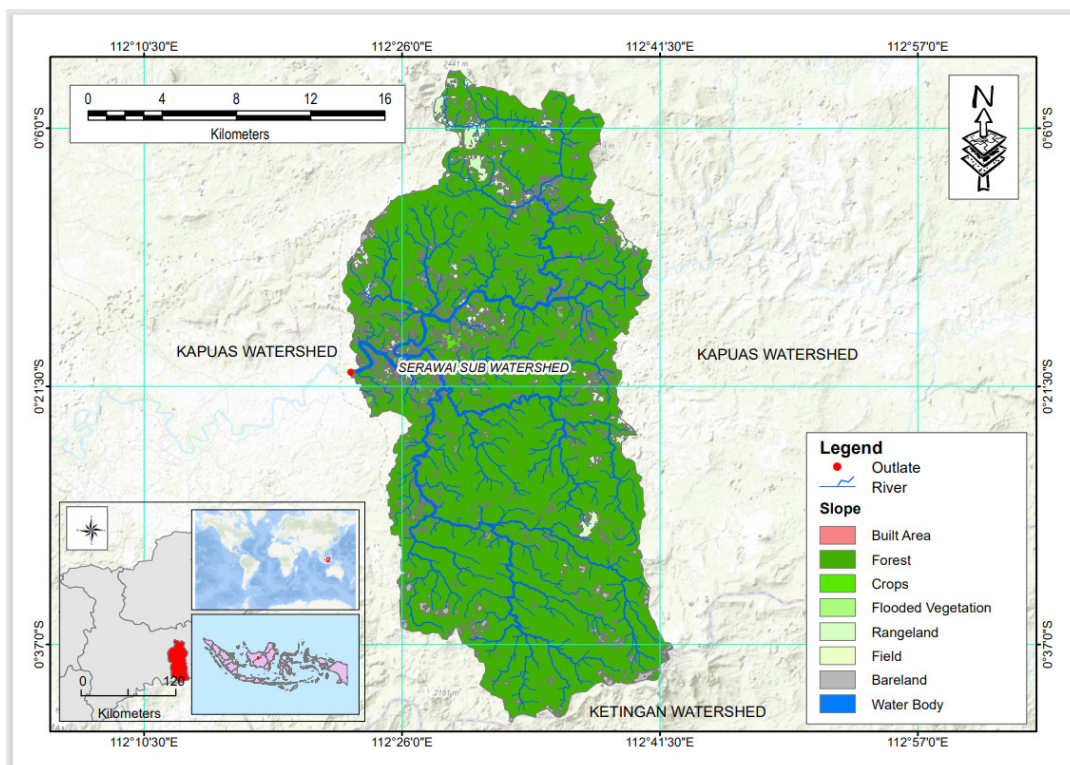 112°10'30"E 112°26'0"E 112°41'30"E 112°57'0"E
2441 m
0 4 8 12 16
Kilometers
N
0°6'0"S 0°6'0"S
KAPUAS WATERSHED
KAPUAS WATERSHED
SERAWAI SUB WATERSHED
0°21'30"S 0°21'30"S
Legend
Outlate
River
Slope
Built Area
Forest
Crops
Flooded Vegetation
Rangeland
Field
Bareland
Water Body
0 120
Kilometers
0°37'0"S 0°37'0"S
2181 m
KETINGAN WATERSHED
112°10'30"E 112°26'0"E 112°41'30"E 112°57'0"E